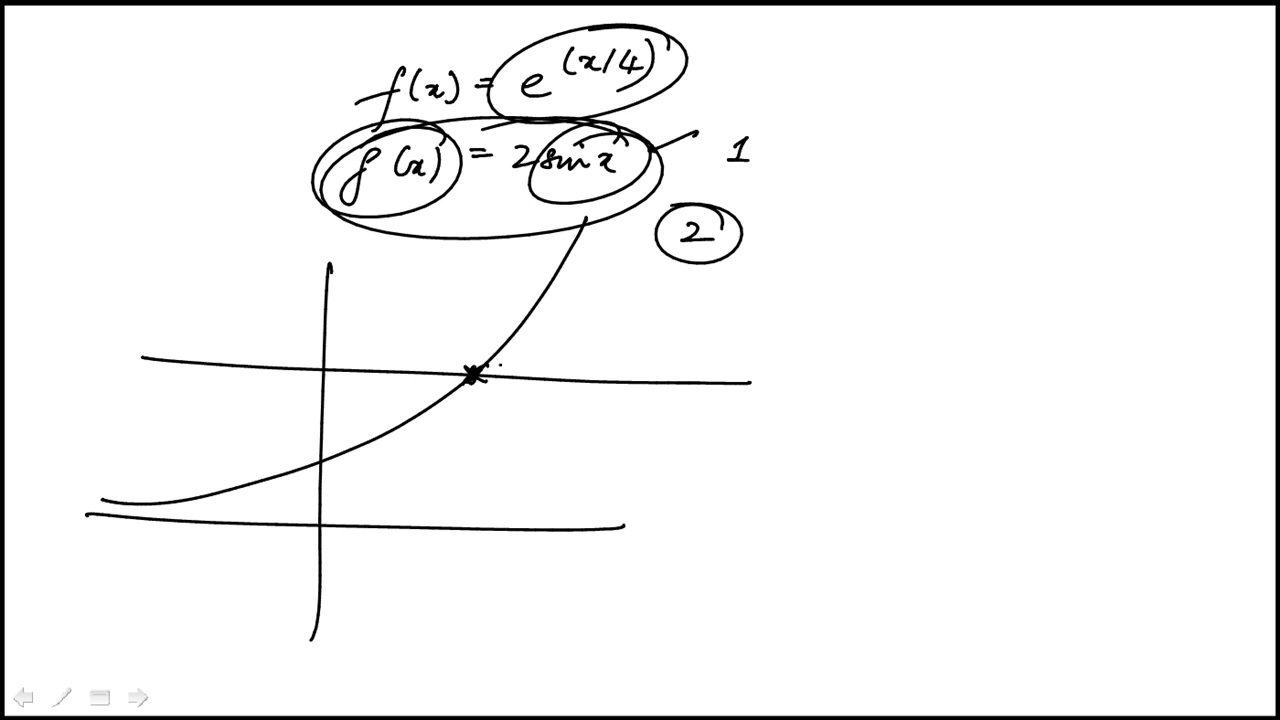 f(x) = e^(x/4)
g(x) = 2 sin x
1
2